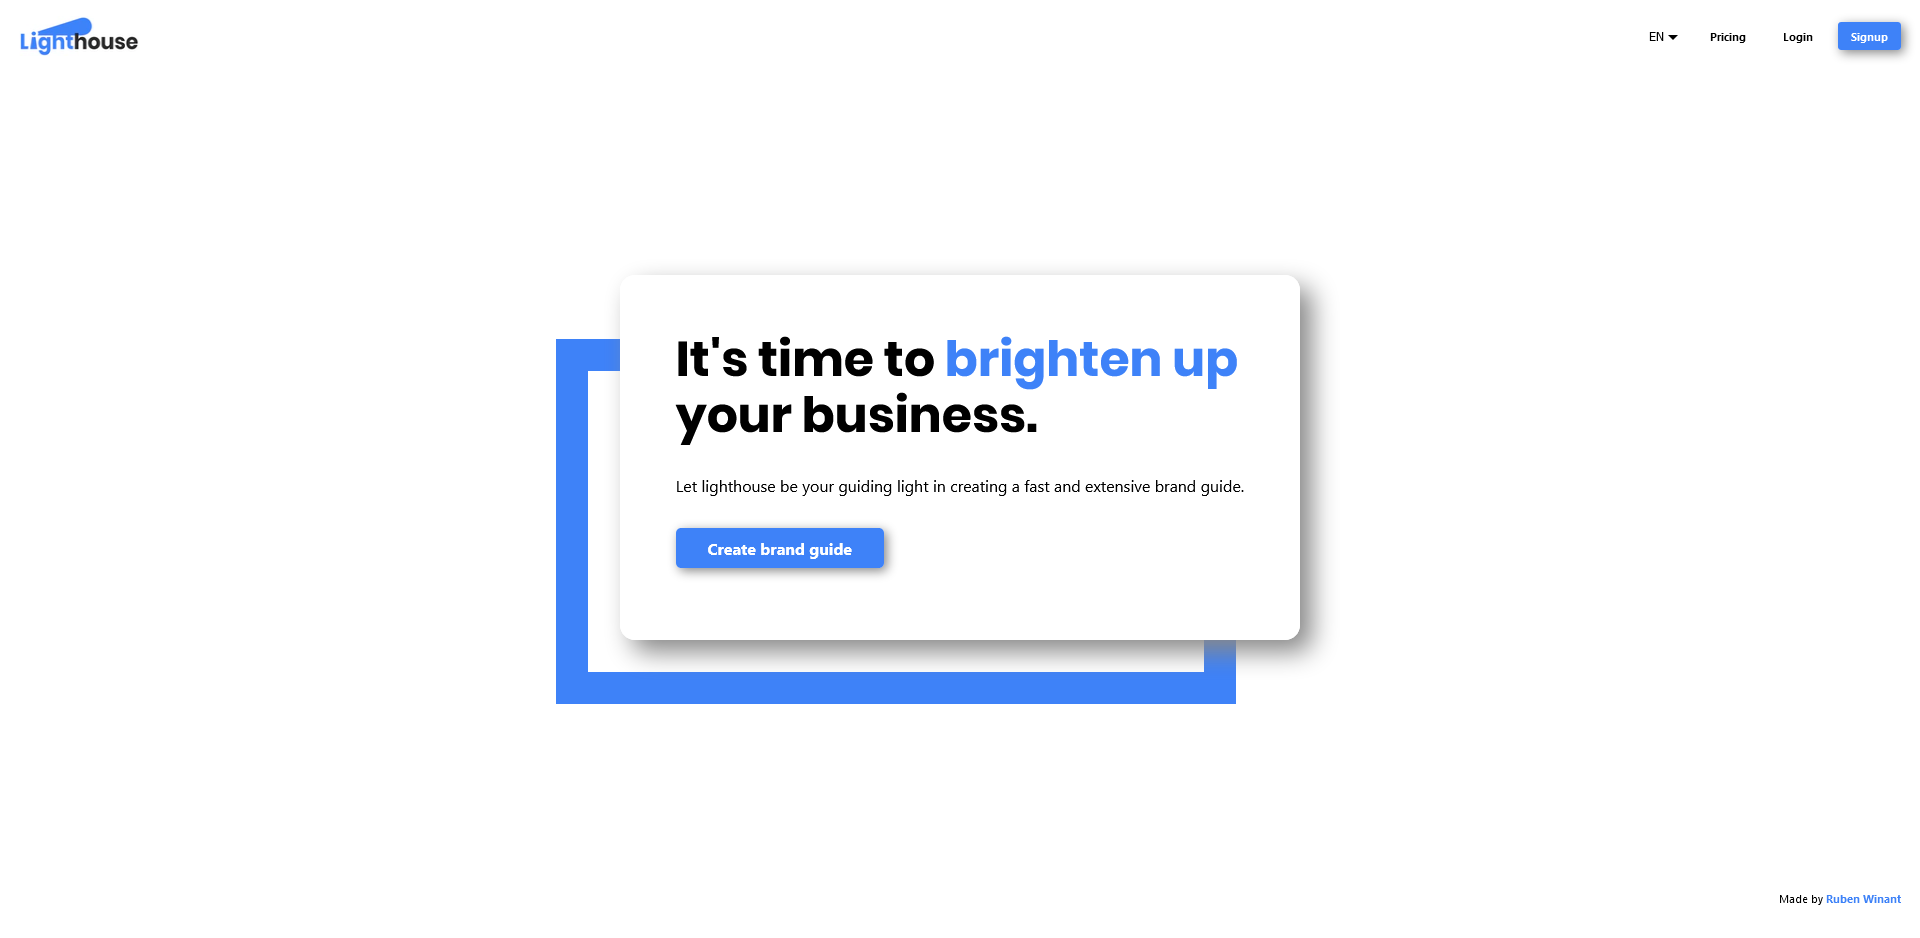 Lighthouse
EN
Pricing
Login
Signup
It's time to brighten up
your business.
Let lighthouse be your guiding light in creating a fast and extensive brand guide.
Create brand guide
Made by Ruben Winant